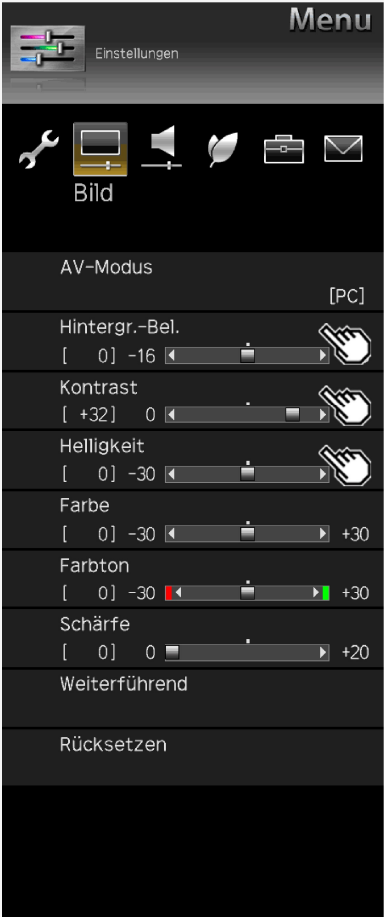 Menu
Einstellungen
Bild
AV-Modus
[PC]
Hintergr.-Bel.
[ 0] -16
Kontrast
[ +32] 0
Helligkeit
[ 0] -30
Farbe
[ 0] -30 +30
Farbton
[ 0] -30 +30
Schärfe
[ 0] 0 +20
Weiterführend
Rücksetzen